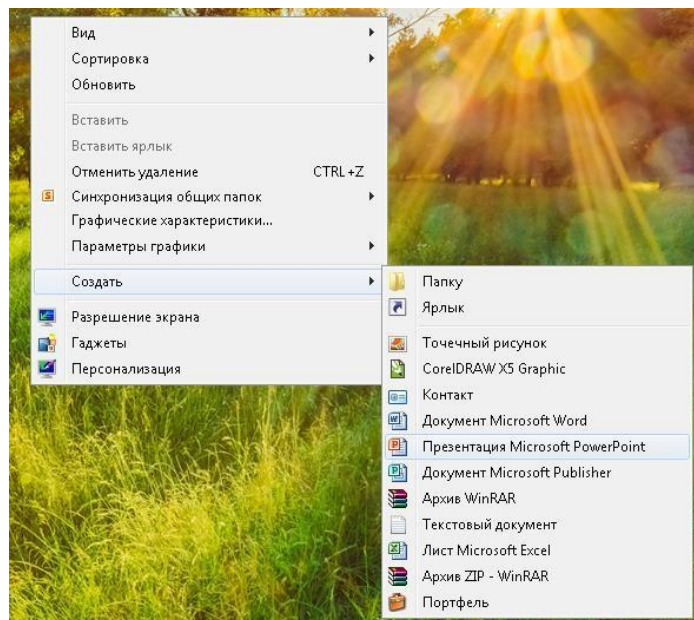 Вид
Сортировка
Обновить
Вставить
Вставить ярлык
Отменить удаление CTRL+Z
Синхронизация общих папок
Графические характеристики...
Параметры графики
Создать
Разрешение экрана
Гаджеты
Персонализация
Папку
Ярлык
Точечный рисунок
CorelDRAW X5 Graphic
Контакт
Документ Microsoft Word
Презентация Microsoft PowerPoint
Документ Microsoft Publisher
Архив WinRAR
Текстовый документ
Лист Microsoft Excel
Архив ZIP - WinRAR
Портфель